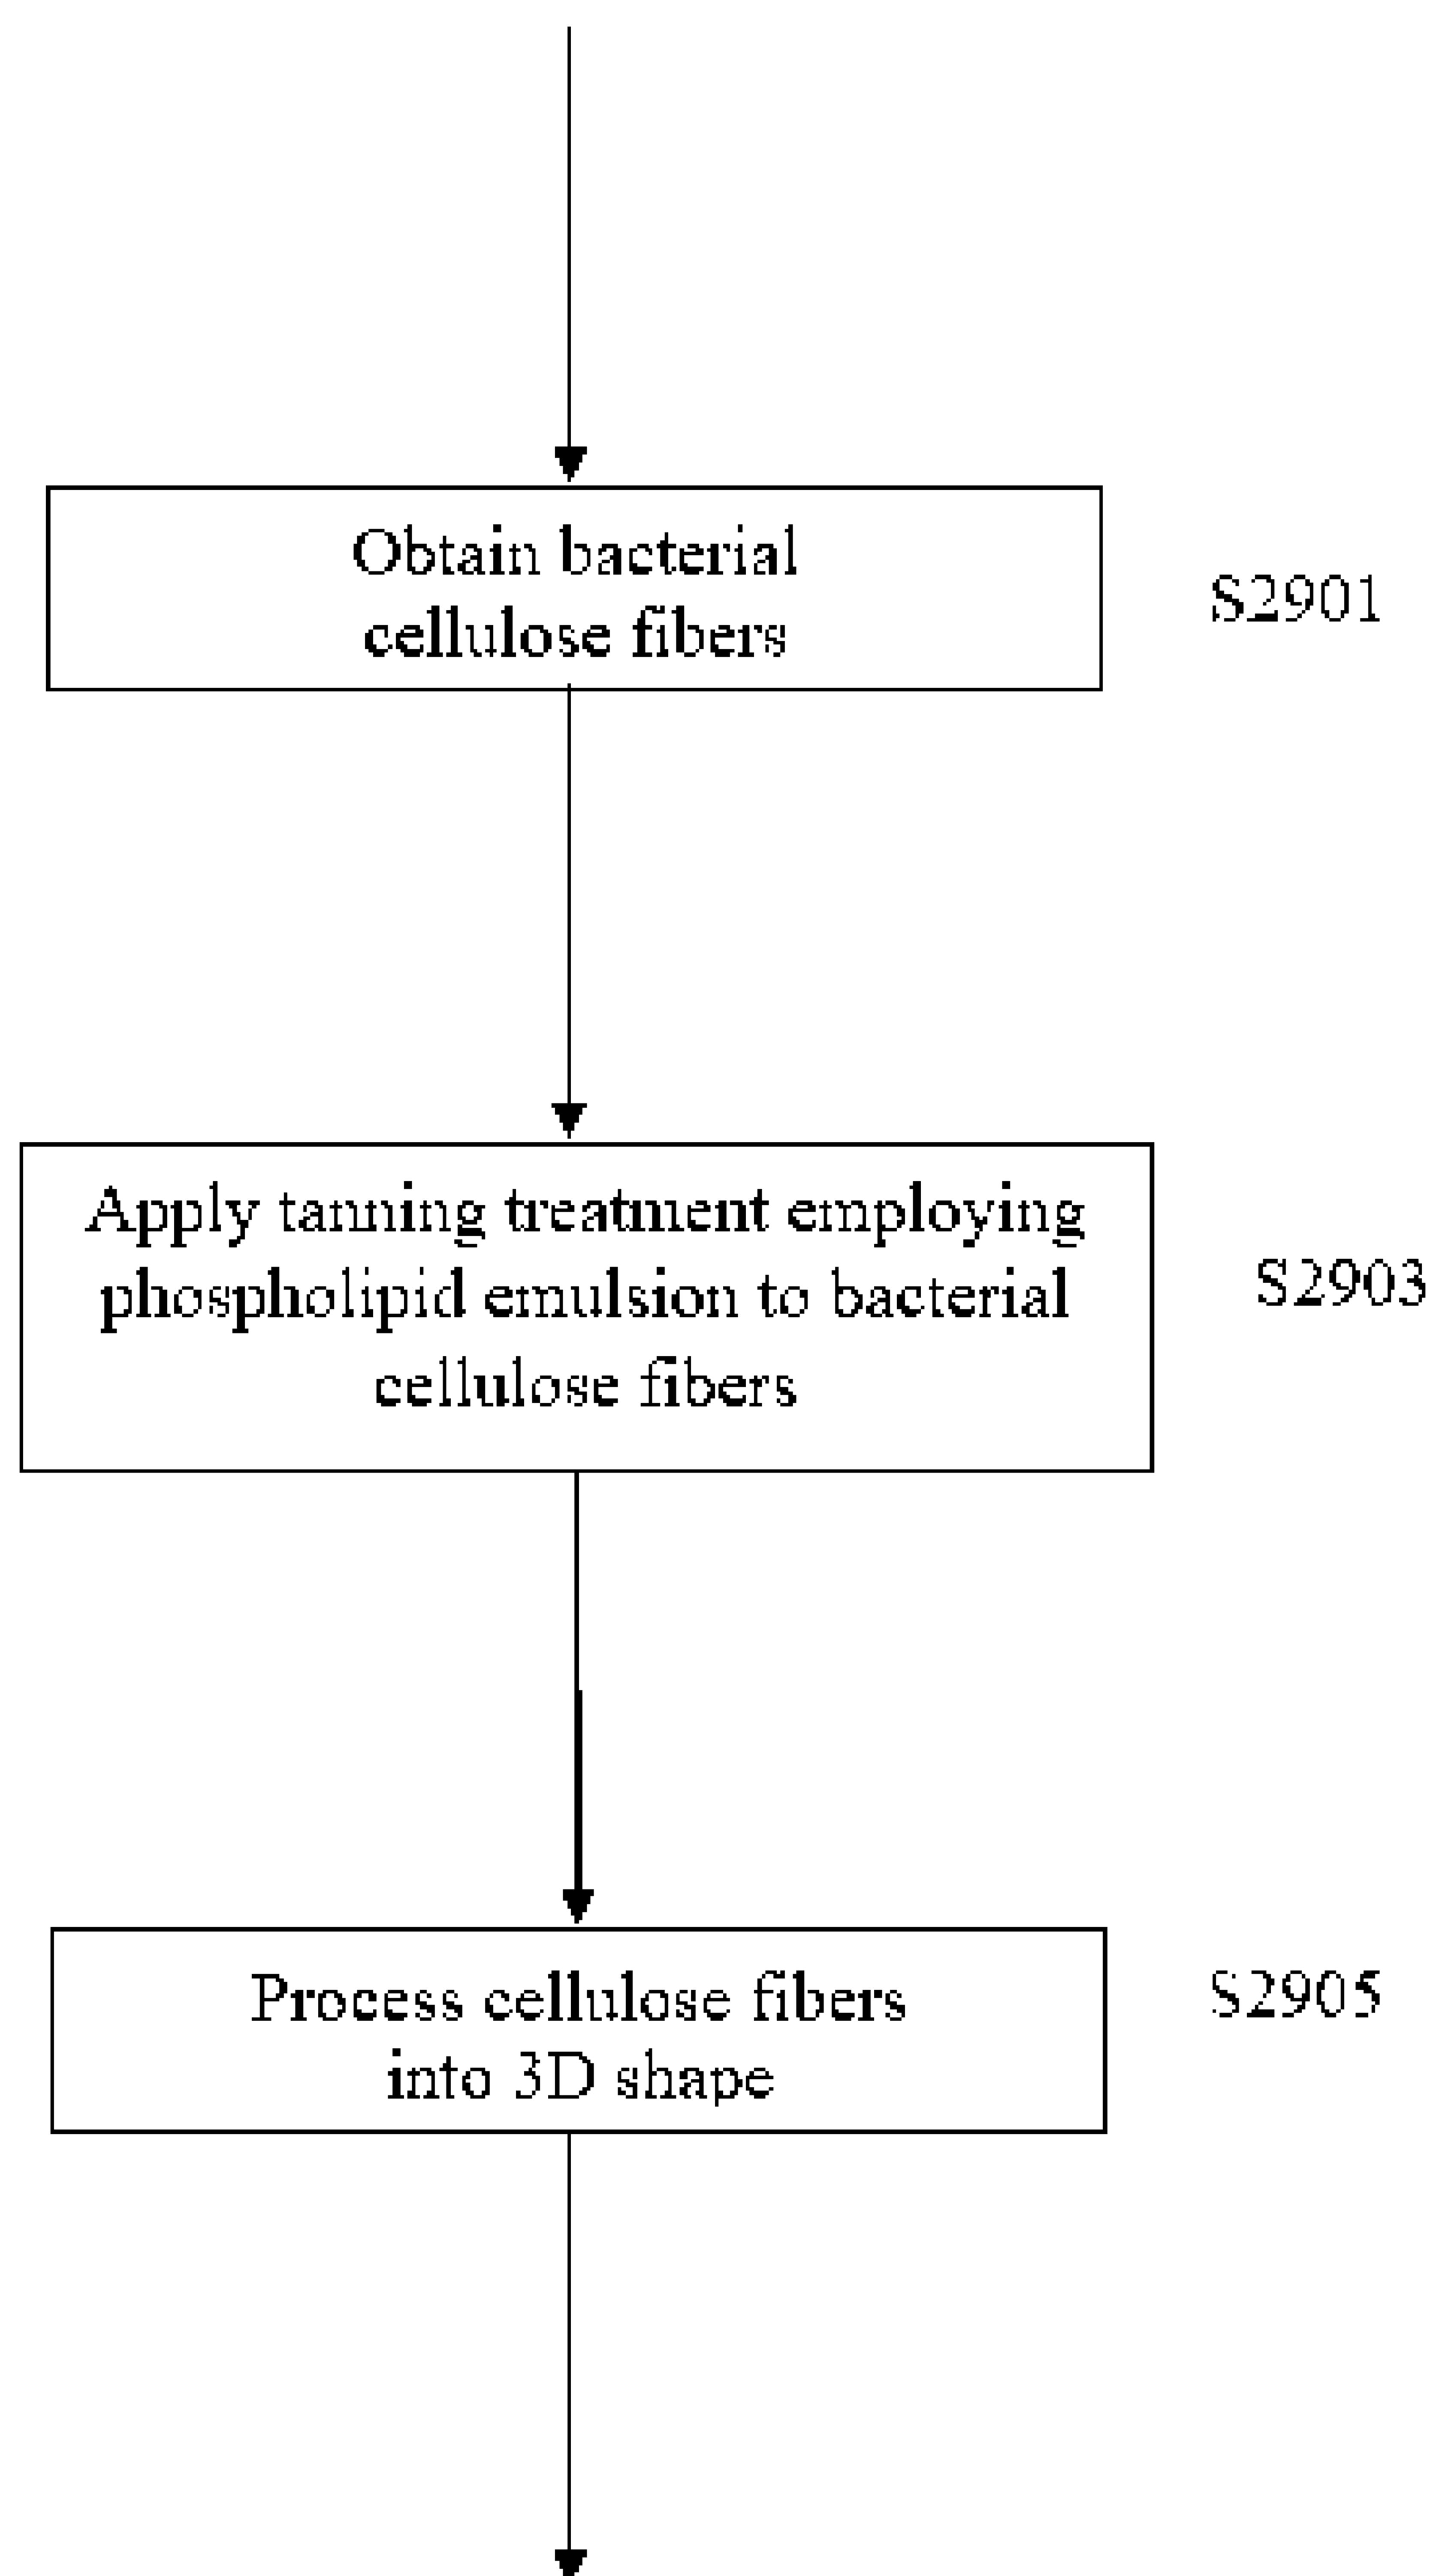 Obtain bacterial
cellulose fibers
S2901
Apply tanning treatment employing
phospholipid emulsion to bacterial
cellulose fibers
S2903
Process cellulose fibers
into 3D shape
S2905